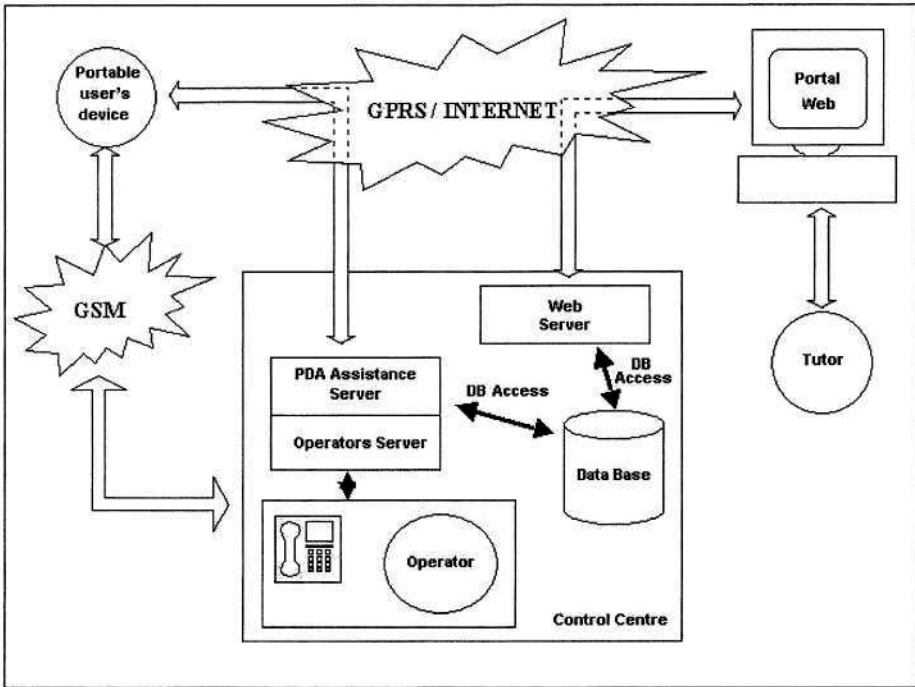 Portable
user's
device
GPRS / INTERNET
Portal
Web
GSM
Web
Server
DB
Access
Tutor
PDA Assistance
Server
DB Access
Operators Server
Data Base
Operator
Control Centre